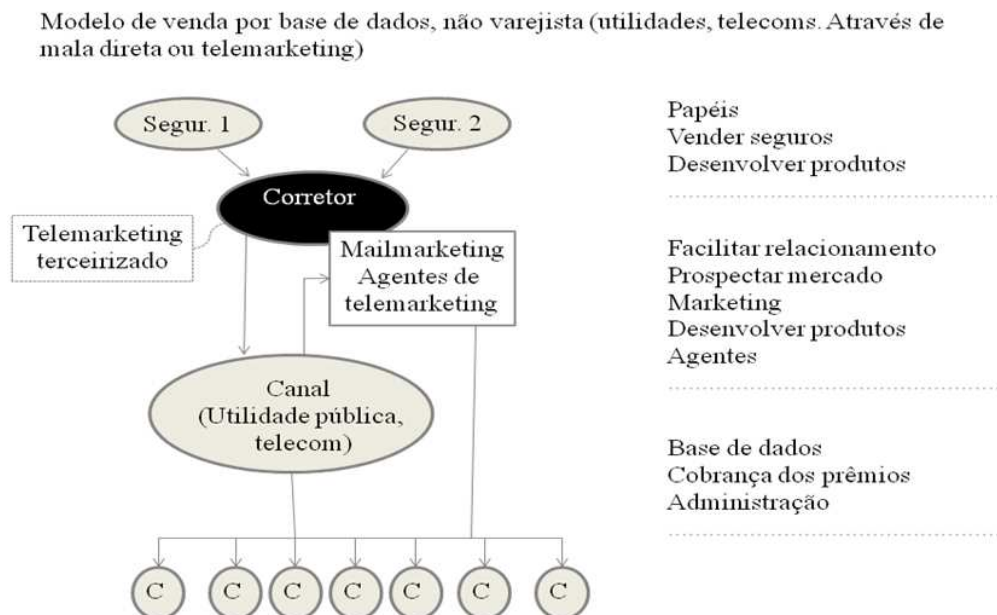 Modelo de venda por base de dados, não varejista (utilidades, telecoms. Através de
mala direta ou telemarketing)
Segur. 1
Segur. 2
Papéis
Vender seguros
Desenvolver produtos
Corretor
Telemarketing
terceirizado
Mailmarketing
Agentes de
telemarketing
Facilitar relacionamento
Prospectar mercado
Marketing
Desenvolver produtos
Agentes
Canal
(Utilidade pública,
telecom)
Base de dados
Cobrança dos prêmios
Administração
C
C
C
C
C
C
C